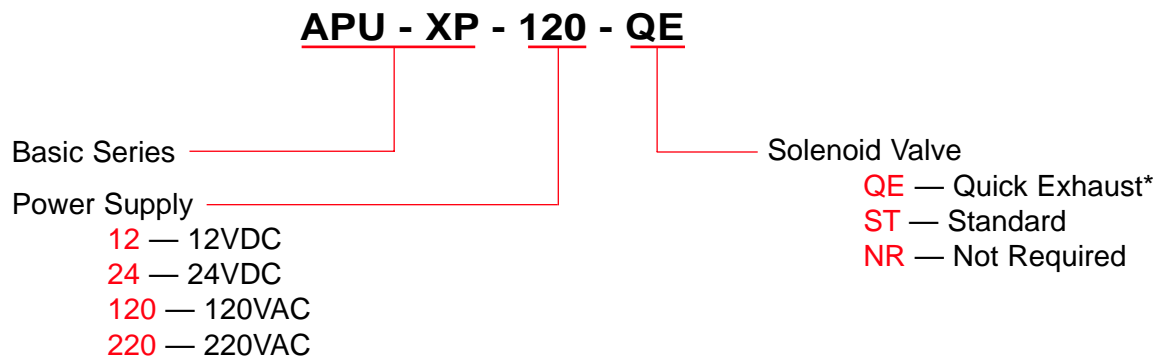 APU - XP - 120 - QE
Basic Series
Power Supply
12 — 12VDC
24 — 24VDC
120 — 120VAC
220 — 220VAC
Solenoid Valve
QE — Quick Exhaust*
ST — Standard
NR — Not Required